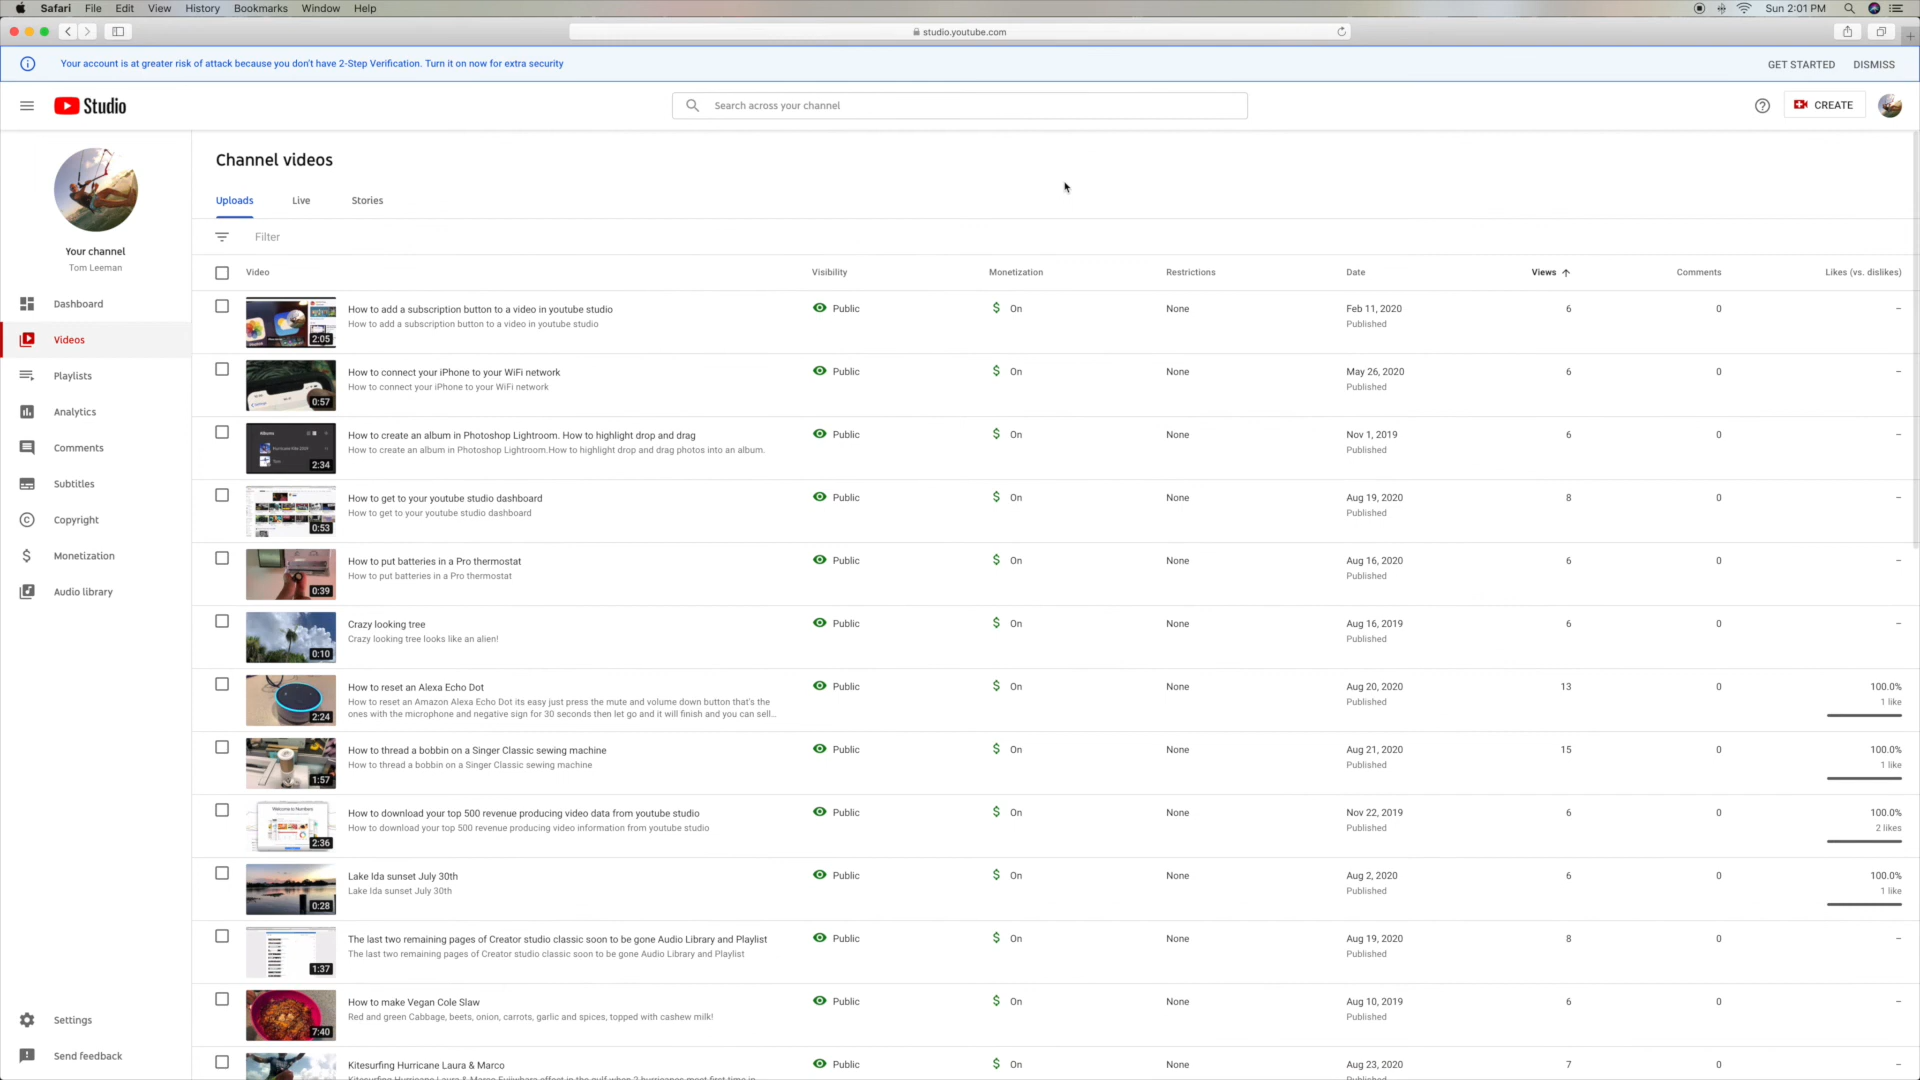 Safari File Edit View History Bookmarks Window Help Sun 2:01 PM
studio.youtube.com
Your account is at greater risk of attack because you don't have 2-Step Verification. Turn it on now for extra security GET STARTED DISMISS
Studio Search across your channel CREATE
Channel videos
Uploads Live Stories
Filter
Your channel
Tom Leeman
Dashboard
Videos
Playlists
Analytics
Comments
Subtitles
Copyright
Monetization
Audio library
Settings
Send feedback
Video Visibility Monetization Restrictions Date Views Comments Likes (vs. dislikes)
How to add a subscription button to a video in youtube studio Public $ On None Feb 11, 2020 6 0 –
How to add a subscription button to a video in youtube studio Published
2:05
How to connect your iPhone to your WiFi network Public $ On None May 26, 2020 6 0 –
How to connect your iPhone to your WiFi network Published
0:57
How to create an album in Photoshop Lightroom. How to highlight drop and drag Public $ On None Nov 1, 2019 6 0 –
How to create an album in Photoshop Lightroom.How to highlight drop and drag photos into an album. Published
Albums
2:34
How to get to your youtube studio dashboard Public $ On None Aug 19, 2020 8 0 –
How to get to your youtube studio dashboard Published
0:53
How to put batteries in a Pro thermostat Public $ On None Aug 16, 2020 6 0 –
How to put batteries in a Pro thermostat Published
0:39
Crazy looking tree Public $ On None Aug 16, 2019 6 0 –
Crazy looking tree looks like an alien! Published
0:10
How to reset an Alexa Echo Dot Public $ On None Aug 20, 2020 13 0 100.0%
How to reset an Amazon Alexa Echo Dot its easy just press the mute and volume down button that's the Published 1 like
ones with the microphone and negative sign for 30 seconds then let go and it will finish and you can sell...
2:24
How to thread a bobbin on a Singer Classic sewing machine Public $ On None Aug 21, 2020 15 0 100.0%
How to thread a bobbin on a Singer Classic sewing machine Published 1 like
1:57
How to download your top 500 revenue producing video data from youtube studio Public $ On None Nov 22, 2019 6 0 100.0%
How to download your top 500 revenue producing video information from youtube studio Published 2 likes
Welcome to Numbers
2:36
Lake Ida sunset July 30th Public $ On None Aug 2, 2020 6 0 100.0%
Lake Ida sunset July 30th Published 1 like
0:28
The last two remaining pages of Creator studio classic soon to be gone Audio Library and Playlist Public $ On None Aug 19, 2020 8 0 –
The last two remaining pages of Creator studio classic soon to be gone Audio Library and Playlist Published
1:37
How to make Vegan Cole Slaw Public $ On None Aug 10, 2019 6 0 –
Red and green Cabbage, beets, onion, carrots, garlic and spices, topped with cashew milk! Published
7:40
Kitesurfing Hurricane Laura & Marco Public $ On None Aug 23, 2020 7 0